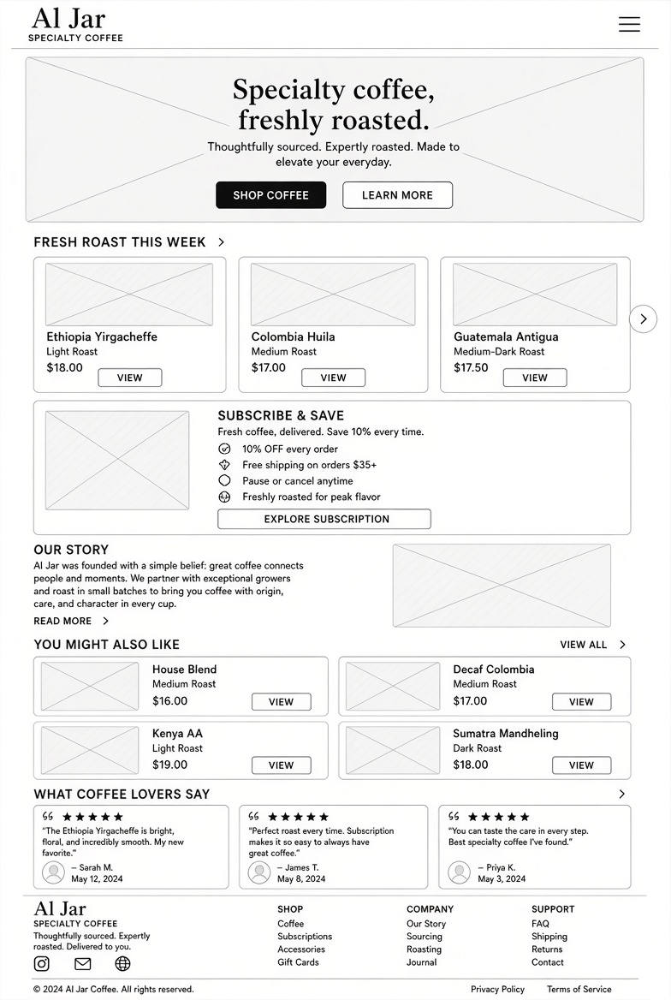 Al Jar
SPECIALTY COFFEE
Specialty coffee,
freshly roasted.
Thoughtfully sourced. Expertly roasted. Made to
elevate your everyday.
SHOP COFFEE
LEARN MORE
FRESH ROAST THIS WEEK
Ethiopia Yirgacheffe
Light Roast
$18.00
VIEW
Colombia Huila
Medium Roast
$17.00
VIEW
Guatemala Antigua
Medium-Dark Roast
$17.50
VIEW
SUBSCRIBE & SAVE
Fresh coffee, delivered. Save 10% every time.
10% OFF every order
Free shipping on orders $35+
Pause or cancel anytime
Freshly roasted for peak flavor
EXPLORE SUBSCRIPTION
OUR STORY
Al Jar was founded with a simple belief: great coffee connects
people and moments. We partner with exceptional growers
and roast in small batches to bring you coffee with origin,
care, and character in every cup.
READ MORE
YOU MIGHT ALSO LIKE
VIEW ALL
House Blend
Medium Roast
$16.00
VIEW
Decaf Colombia
Medium Roast
$17.00
VIEW
Kenya AA
Light Roast
$19.00
VIEW
Sumatra Mandheling
Dark Roast
$18.00
VIEW
WHAT COFFEE LOVERS SAY
“The Ethiopia Yirgacheffe is bright,
floral, and incredibly smooth. My new
favorite.”
– Sarah M.
May 12, 2024
“Perfect roast every time. Subscription
makes it so easy to always have
great coffee.”
– James T.
May 8, 2024
“You can taste the care in every step.
Best specialty coffee I've found.”
– Priya K.
May 3, 2024
Al Jar
SPECIALTY COFFEE
Thoughtfully sourced. Expertly
roasted. Delivered to you.
SHOP
Coffee
Subscriptions
Accessories
Gift Cards
COMPANY
Our Story
Sourcing
Roasting
Journal
SUPPORT
FAQ
Shipping
Returns
Contact
© 2024 Al Jar Coffee. All rights reserved.
Privacy Policy
Terms of Service